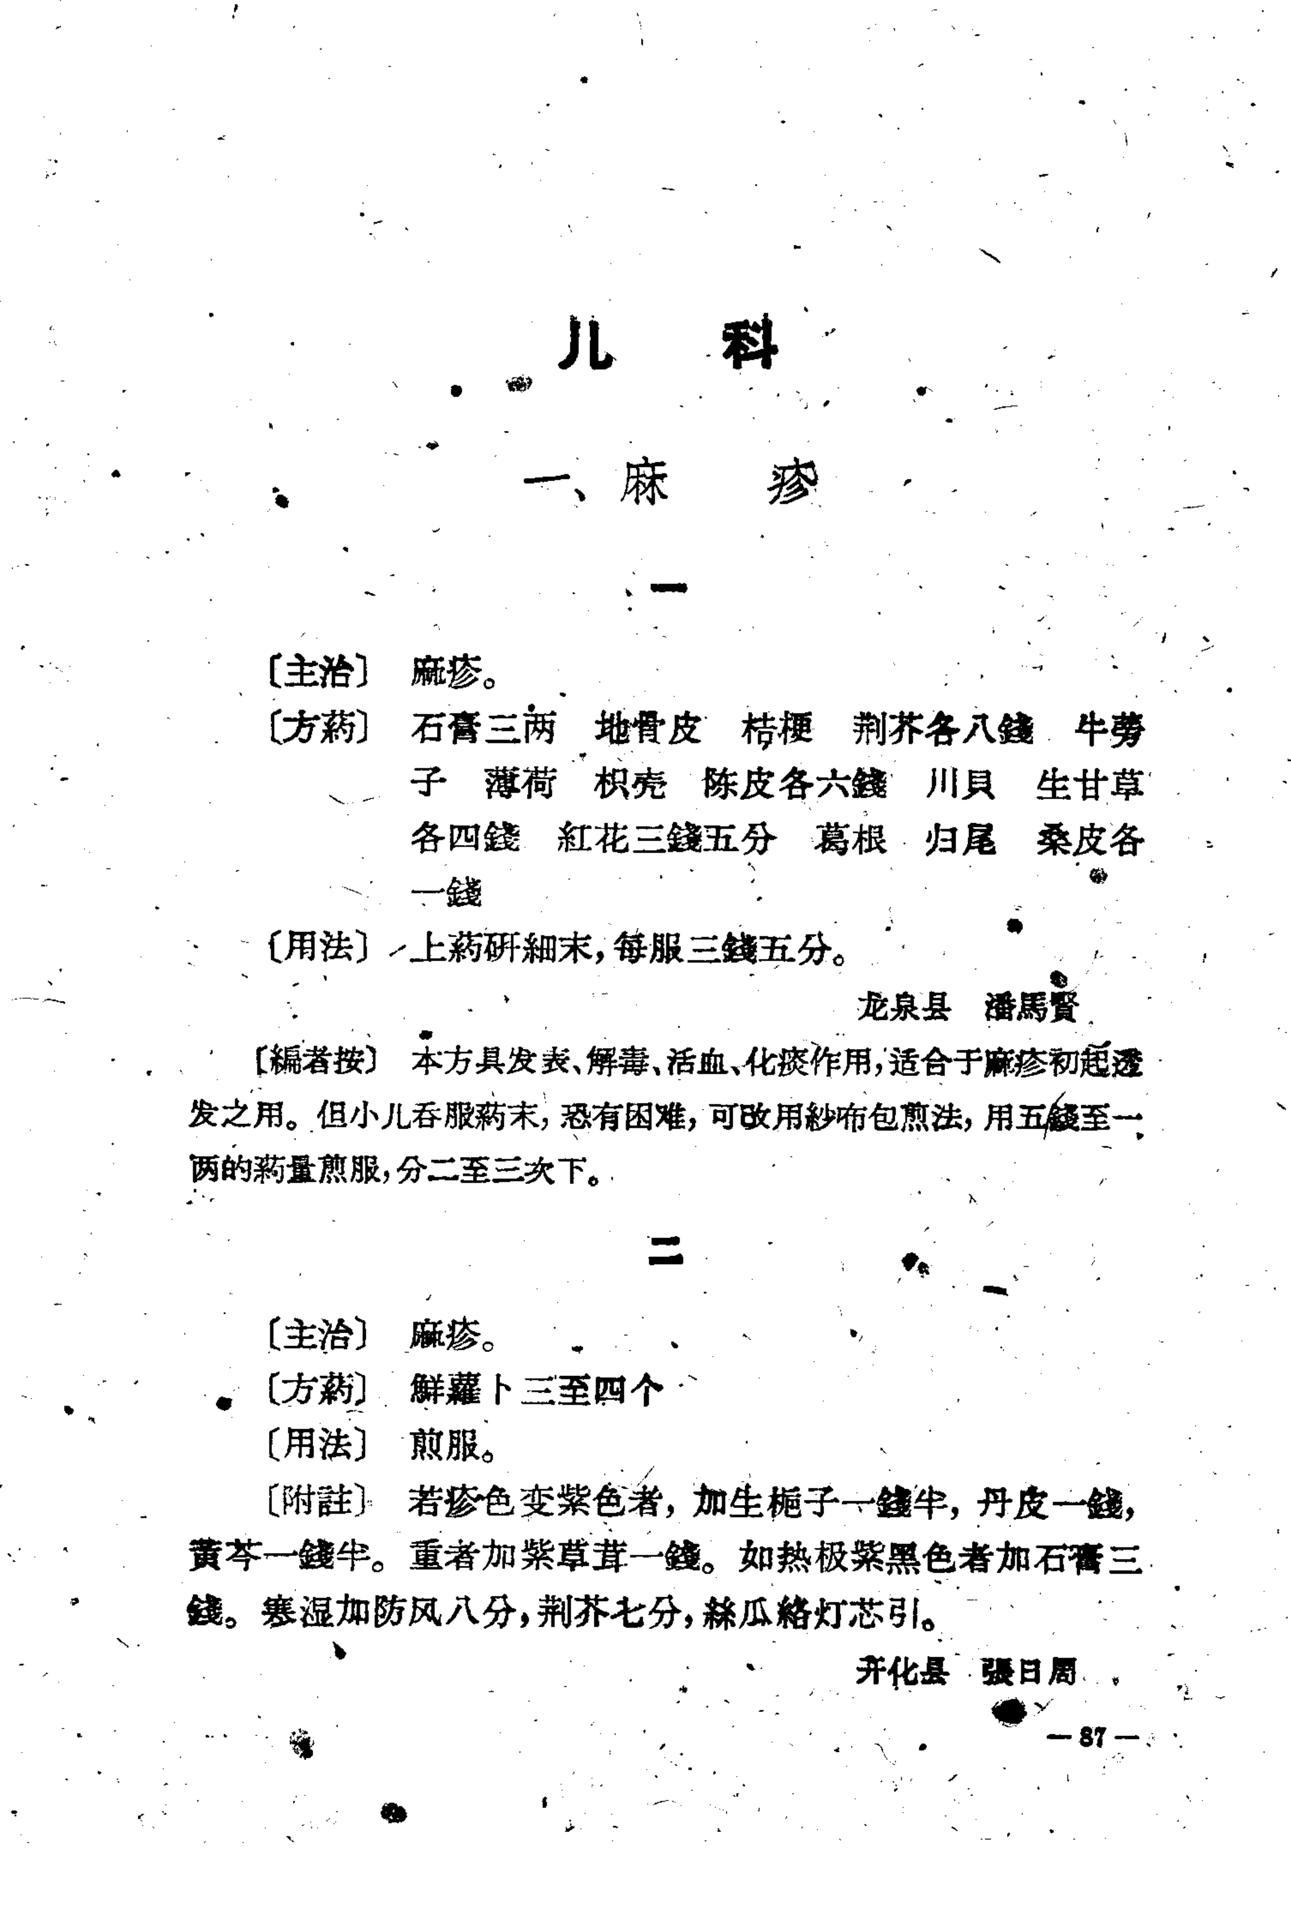 儿　科
一、麻　疹
一
〔主治〕　麻疹。
〔方葯〕　石膏三两　地骨皮　桔梗　荆芥各八錢　牛蒡
子　薄荷　枳壳　陈皮各六錢　川貝　生甘草
各四錢　紅花三錢五分　葛根　归尾　桑皮各
一錢
〔用法〕　上葯研細末，每服三錢五分。
龙泉县　潘馬賢
〔編者按〕　本方具发表、解毒、活血、化痰作用，适合于麻疹初起透
发之用。但小儿吞服葯末，恐有困难，可改用紗布包煎法，用五錢至一
两的葯量煎服，分二至三次下。
二
〔主治〕　麻疹。
〔方葯〕　鮮蘿卜三至四个
〔用法〕　煎服。
〔附註〕　若疹色变紫色者，加生梔子一錢半，丹皮一錢，
黃芩一錢半。重者加紫草茸一錢。如热极紫黑色者加石膏三
錢。寒湿加防风八分，荆芥七分，絲瓜絡灯芯引。
开化县　張日周
—87—